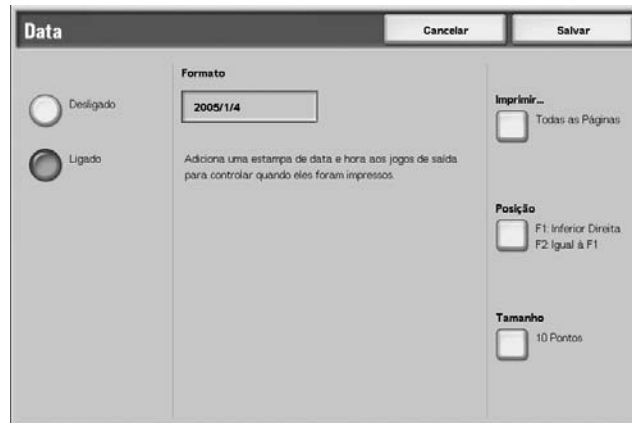 Data
Cancelar
Salvar
Desligado
Ligado
Formato
2005/1/4
Adiciona uma estampa de data e hora aos jogos de saída
para controlar quando eles foram impressos.
Imprimir...
Todas as Páginas
Posição
F1: Inferior Direita
F2: Igual à F1
Tamanho
10 Pontos